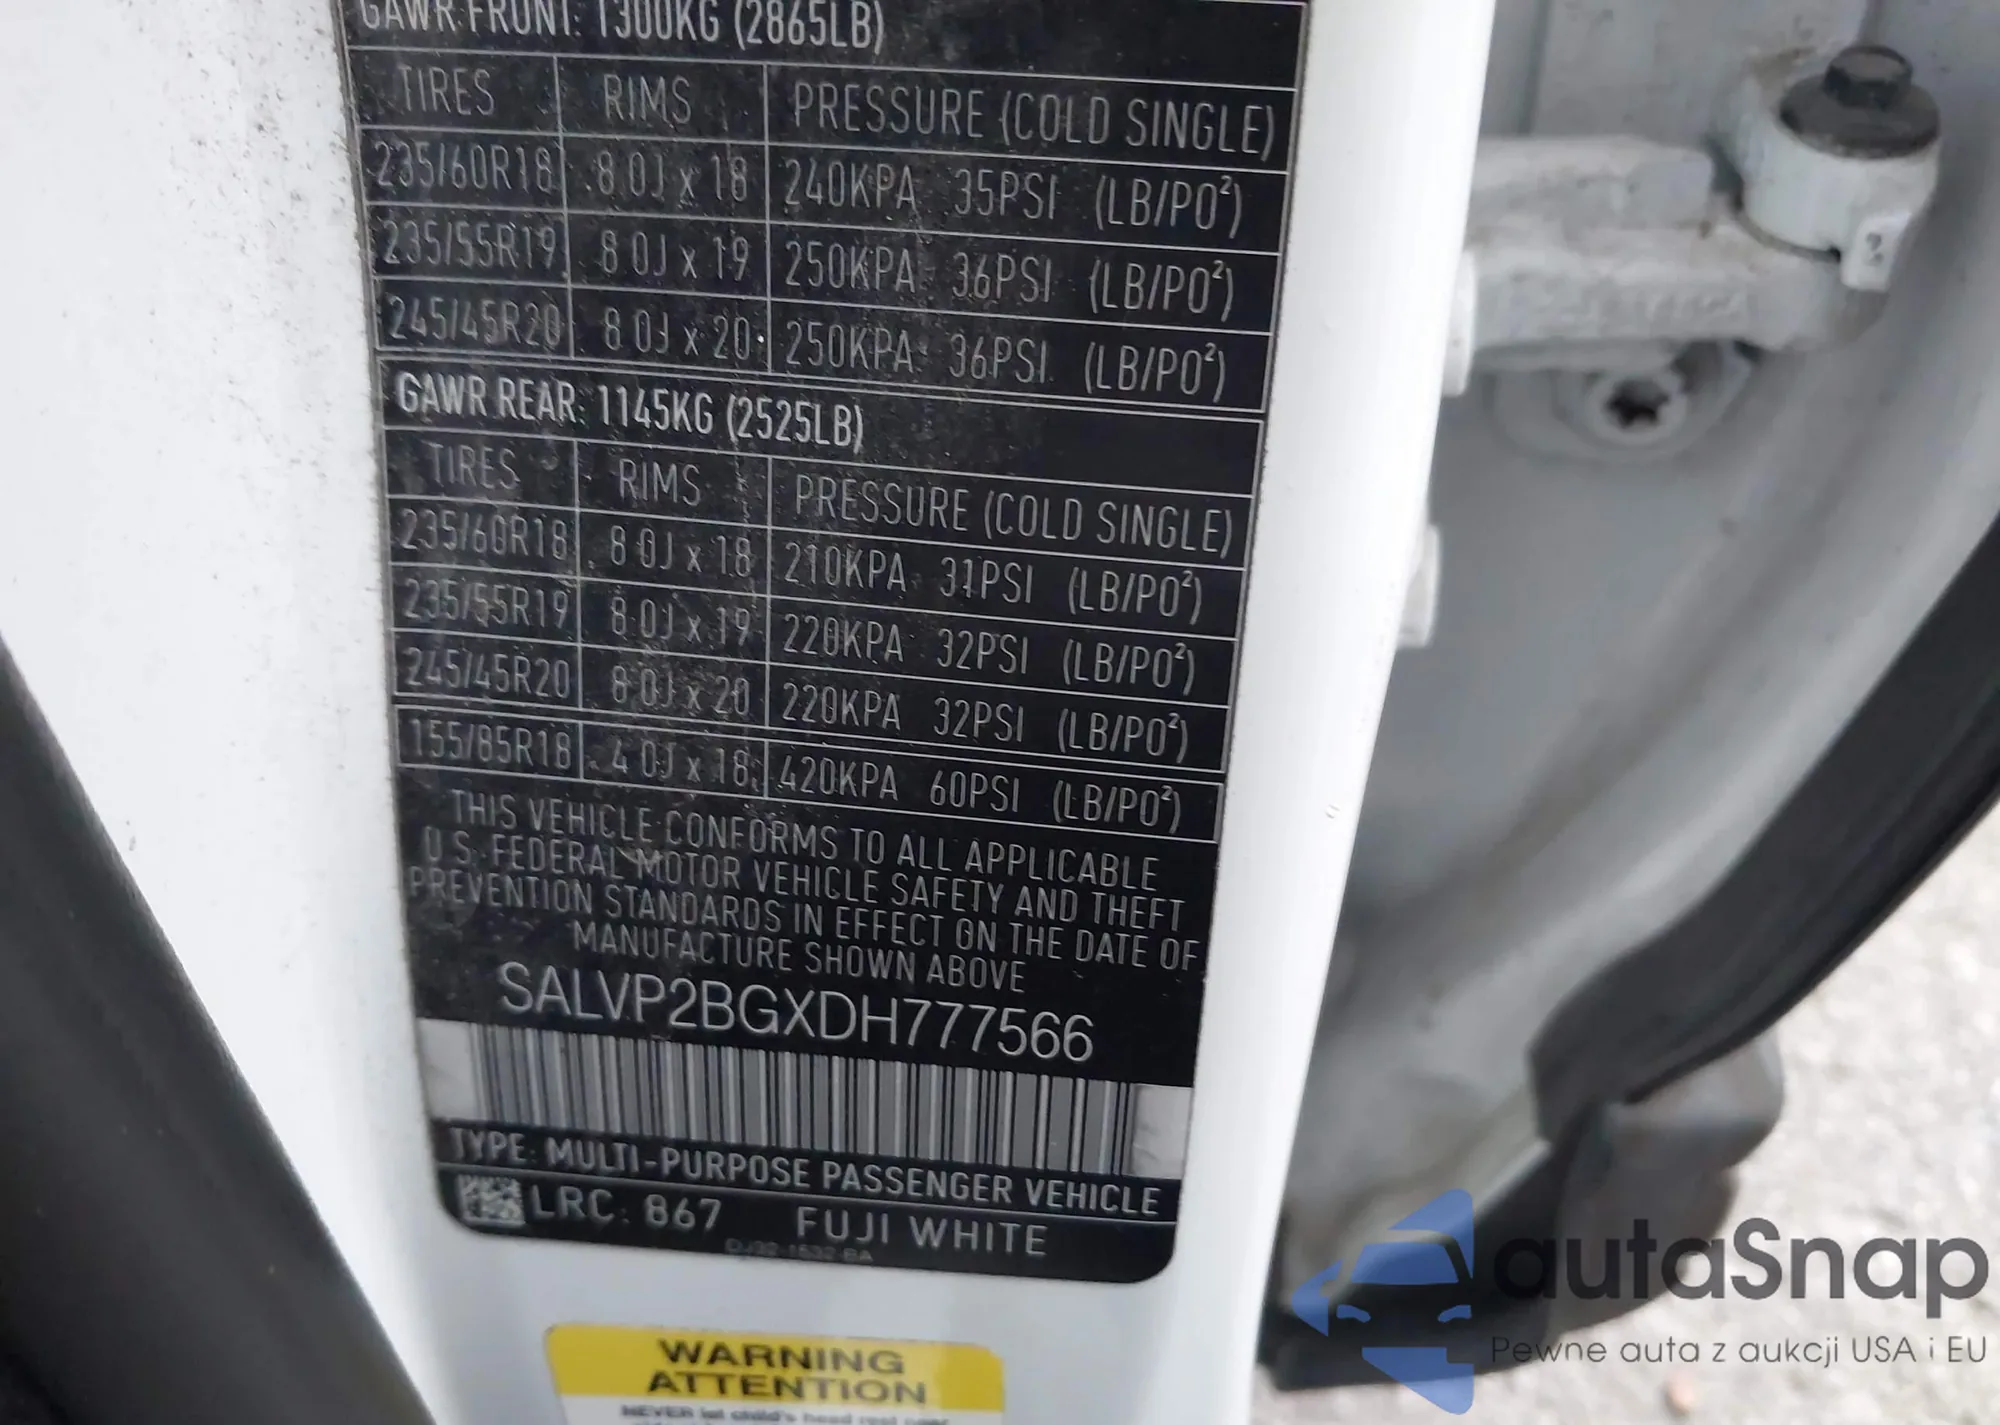 GAWR FRONT: 1300KG (2865LB)
TIRES RIMS PRESSURE (COLD SINGLE)
235/60R18 8.0J x 18 240KPA 35PSI (LB/PO²)
235/55R19 8.0J x 19 250KPA 36PSI (LB/PO²)
245/45R20 8.0J x 20 250KPA 36PSI (LB/PO²)
GAWR REAR: 1145KG (2525LB)
TIRES RIMS PRESSURE (COLD SINGLE)
235/60R18 8.0J x 18 210KPA 31PSI (LB/PO²)
235/55R19 8.0J x 19 220KPA 32PSI (LB/PO²)
245/45R20 8.0J x 20 220KPA 32PSI (LB/PO²)
155/85R18 4.0J x 18 420KPA 60PSI (LB/PO²)
THIS VEHICLE CONFORMS TO ALL APPLICABLE
U.S. FEDERAL MOTOR VEHICLE SAFETY AND THEFT
PREVENTION STANDARDS IN EFFECT ON THE DATE OF
MANUFACTURE SHOWN ABOVE
SALVP2BGXDH777566
TYPE: MULTI-PURPOSE PASSENGER VEHICLE
LRC: 867 FUJI WHITE
WARNING
ATTENTION
NEVER let child's head rest
autaSnap
Pewne auta z aukcji USA i EU